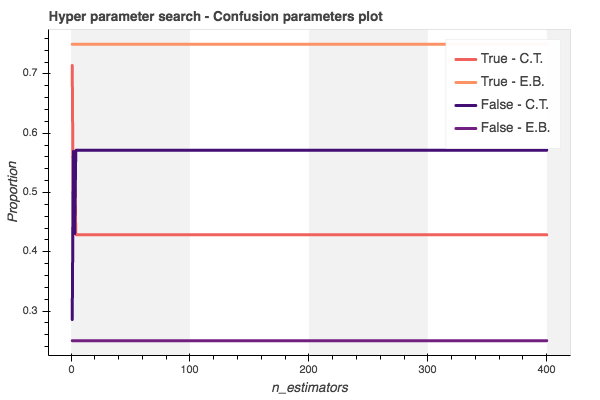 Hyper parameter search - Confusion parameters plot
True - C.T.
True - E.B.
False - C.T.
False - E.B.
0.7
0.6
0.5
0.4
0.3
Proportion
0
100
200
300
400
n_estimators